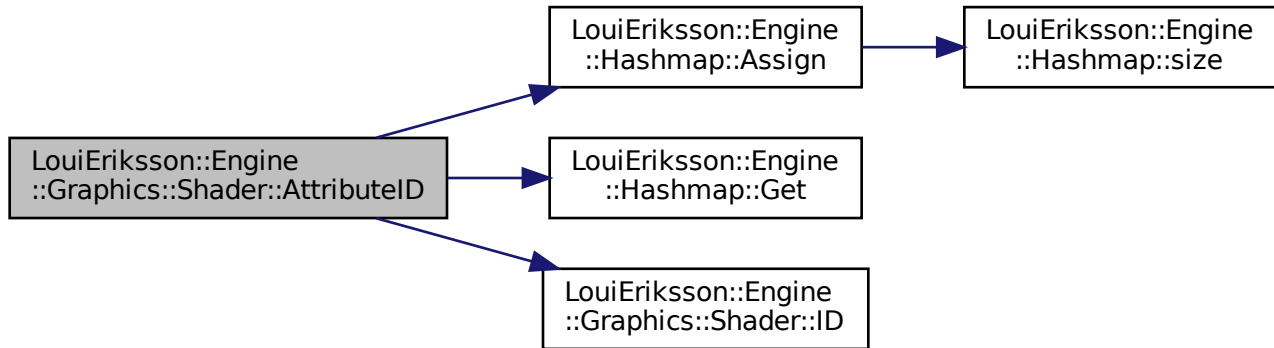 LouiEriksson::Engine
::Graphics::Shader::AttributeID
LouiEriksson::Engine
::Hashmap::Assign
LouiEriksson::Engine
::Hashmap::size
LouiEriksson::Engine
::Hashmap::Get
LouiEriksson::Engine
::Graphics::Shader::ID